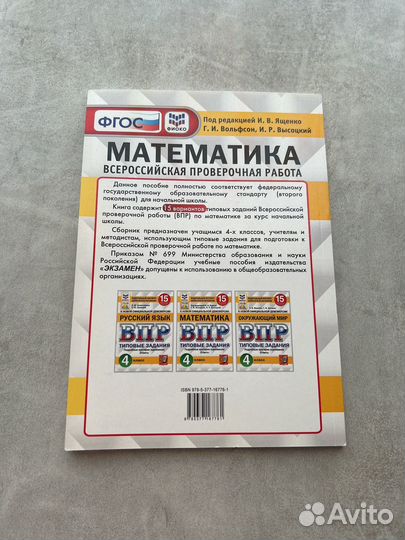 ФГОС
ФИОКО
Под редакцией И. В. Ященко
Г. И. Вольфсон, И. Р. Высоцкий
МАТЕМАТИКА
ВСЕРОССИЙСКАЯ ПРОВЕРОЧНАЯ РАБОТА
Данное пособие полностью соответствует федеральному
государственному образовательному стандарту (второго
поколения) для начальной школы.
Книга содержит 15 вариантов типовых заданий Всероссийской
проверочной работы (ВПР) по математике за курс начальной
школы.
Сборник предназначен учащимся 4-х классов, учителям и
методистам, использующим типовые задания для подготовки к
Всероссийской проверочной работе по математике.
Приказом № 699 Министерства образования и науки
Российской Федерации учебные пособия издательства
«ЭКЗАМЕН» допущены к использованию в общеобразовательных
организациях.
15
РУССКИЙ ЯЗЫК
ВПР
ТИПОВЫЕ ЗАДАНИЯ
4
15
МАТЕМАТИКА
ВПР
ТИПОВЫЕ ЗАДАНИЯ
4
15
ОКРУЖАЮЩИЙ МИР
ВПР
ТИПОВЫЕ ЗАДАНИЯ
4
ISBN 978-5-377-16778-1
9 785377 167781
Avito